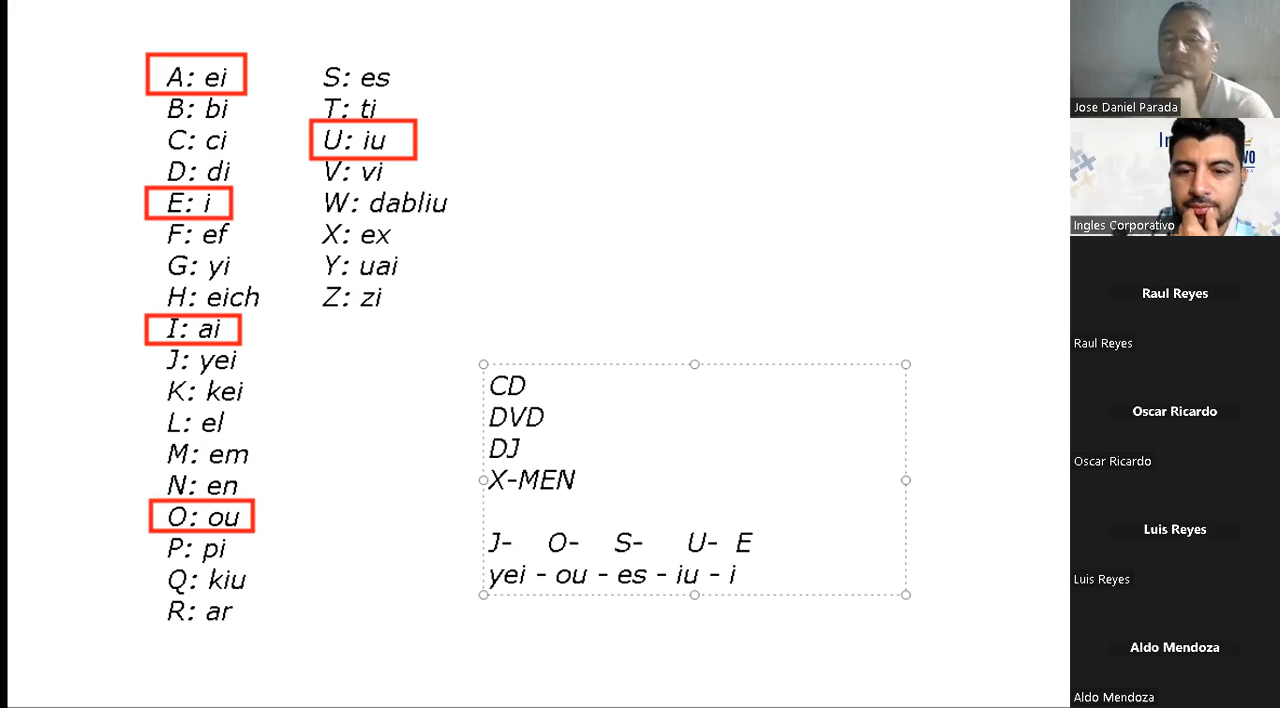 A: ei
B: bi
C: ci
D: di
E: i
F: ef
G: yi
H: eich
I: ai
J: yei
K: kei
L: el
M: em
N: en
O: ou
P: pi
Q: kiu
R: ar
S: es
T: ti
U: iu
V: vi
W: dabliu
X: ex
Y: uai
Z: zi
CD
DVD
DJ
X-MEN
J- O- S- U- E
yei - ou - es - iu - i
Jose Daniel Parada
Ingles Corporativo
Raul Reyes
Raul Reyes
Oscar Ricardo
Oscar Ricardo
Luis Reyes
Luis Reyes
Aldo Mendoza
Aldo Mendoza